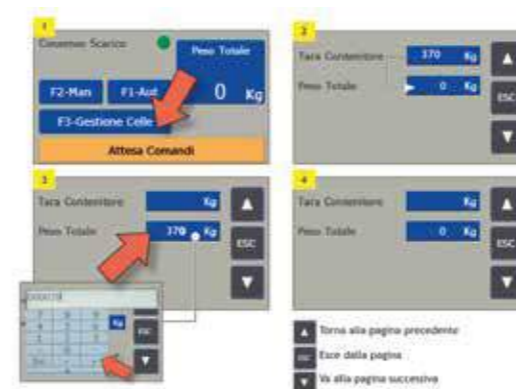 1
Consenso Scarico
Peso Totale
F2-Man
F1-Aut
0 Kg
F3-Gestione Celle
Attesa Comandi
2
Tara Contenitore 370 Kg
Peso Totale 0 Kg
ESC
3
Tara Contenitore Kg
Peso Totale 370 Kg
ESC
Kg
ESC
4
Tara Contenitore Kg
Peso Totale 0 Kg
ESC
Torna alla pagina precedente
ESC Esce dalla pagina
Va alla pagina successiva